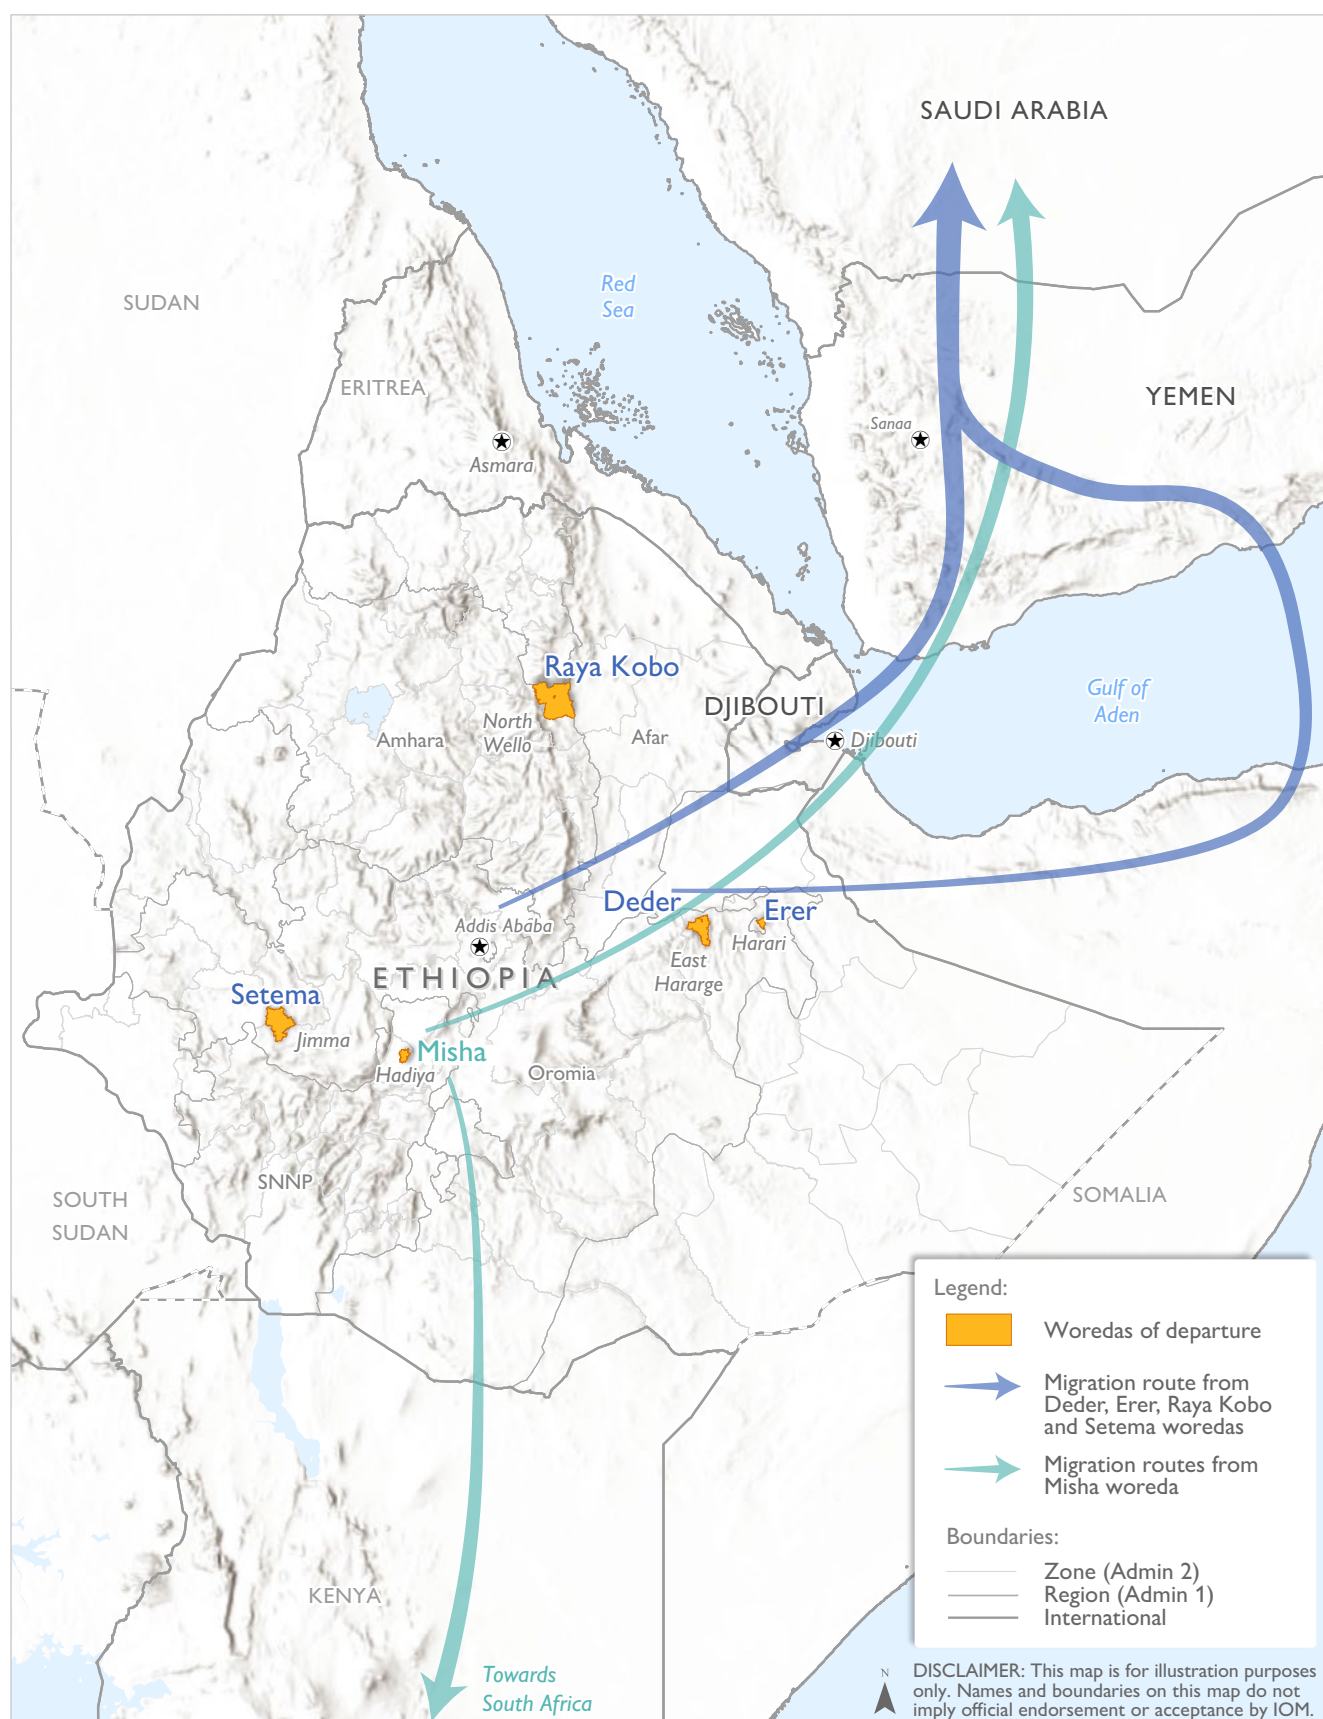 SAUDI ARABIA
Red
Sea
SUDAN
ERITREA
YEMEN
Sanaa
Asmara
Raya Kobo
Gulf of
Aden
DJIBOUTI
North
Wello
Amhara
Afar
Djibouti
Deder
Erer
Addis Ababa
Harari
East
Hararge
ETHIOPIA
Setema
Jimma
Misha
Hadiya
Oromia
SNNP
SOUTH
SUDAN
SOMALIA
Legend:
Woredas of departure
Migration route from
Deder, Erer, Raya Kobo
and Setema woredas
Migration routes from
Misha woreda
Boundaries:
Zone (Admin 2)
Region (Admin 1)
International
KENYA
Towards
South Africa
N
DISCLAIMER: This map is for illustration purposes
only. Names and boundaries on this map do not
imply official endorsement or acceptance by IOM.